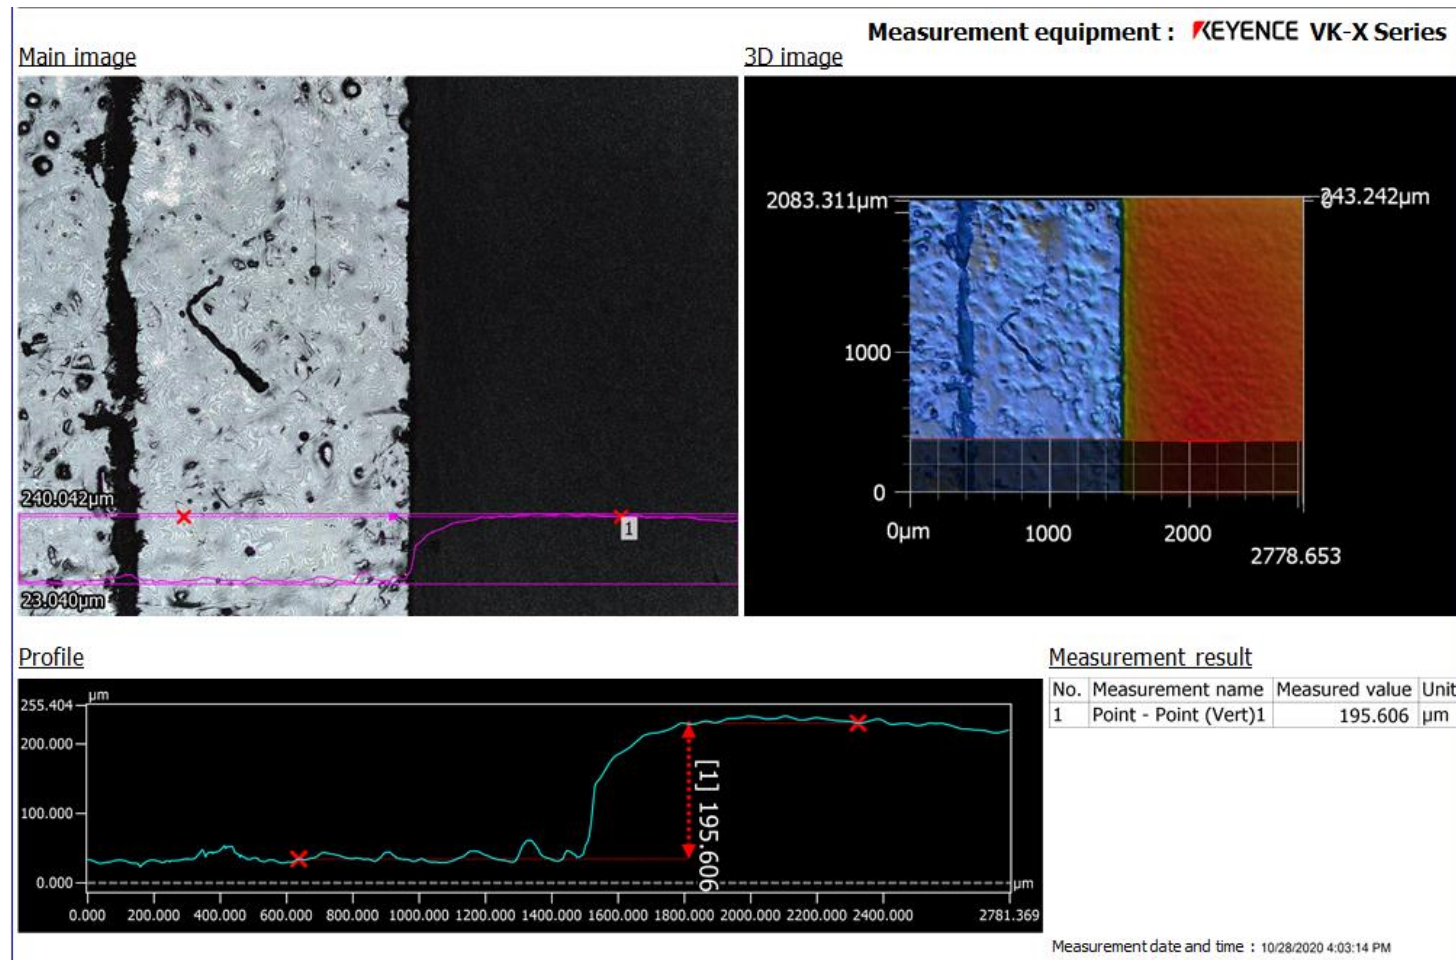 Measurement equipment : KEYENCE VK-X Series
Main image
240.042µm
1
23.040µm
3D image
2083.311µm
243.242µm
1000
0
0µm
1000
2000
2778.653
Profile
µm
255.404
200.000
100.000
0.000
[1] 195.606
µm
0.000 200.000 400.000 600.000 800.000 1000.000 1200.000 1400.000 1600.000 1800.000 2000.000 2200.000 2400.000 2781.369
Measurement result
No. Measurement name Measured value Unit
1 Point - Point (Vert)1 195.606 µm
Measurement date and time : 10/28/2020 4:03:14 PM